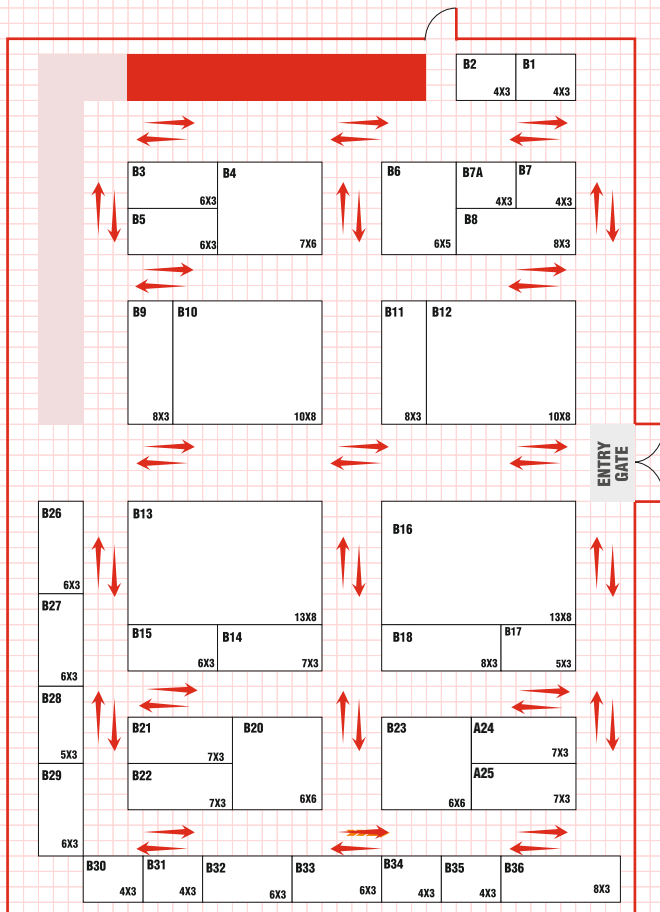 B2
4X3
B1
4X3
B3
6X3
B4
7X6
B5
6X3
B6
6X5
B7A
4X3
B7
4X3
B8
8X3
B9
8X3
B10
10X8
B11
8X3
B12
10X8
ENTRY
GATE
B13
13X8
B16
13X8
B15
6X3
B14
7X3
B18
8X3
B17
5X3
B26
6X3
B27
6X3
B28
5X3
B29
6X3
B21
7X3
B20
6X6
B22
7X3
B23
6X6
A24
7X3
A25
7X3
B30
4X3
B31
4X3
B32
6X3
B33
6X3
B34
4X3
B35
4X3
B36
8X3